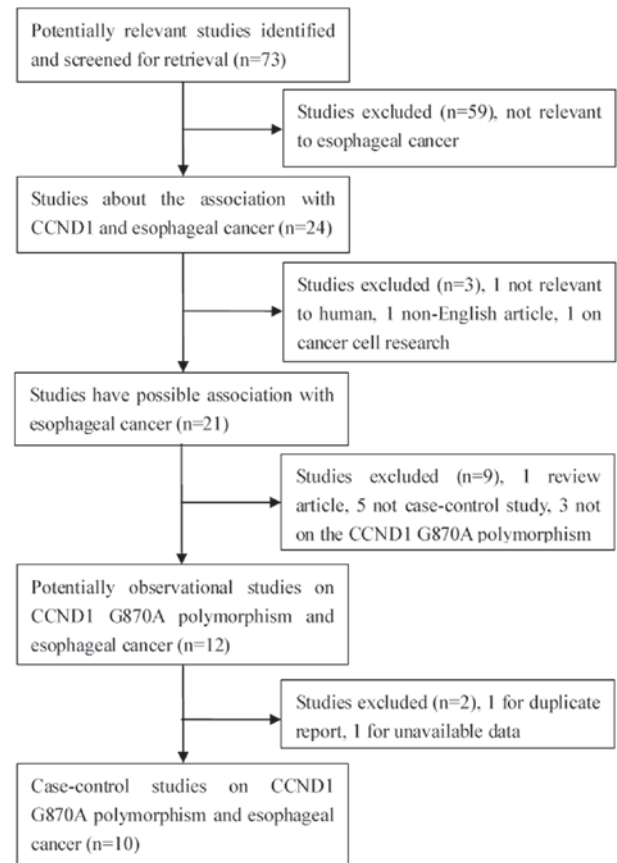 Potentially relevant studies identified
and screened for retrieval (n=73)
Studies excluded (n=59), not relevant
to esophageal cancer
Studies about the association with
CCND1 and esophageal cancer (n=24)
Studies excluded (n=3), 1 not relevant
to human, 1 non-English article, 1 on
cancer cell research
Studies have possible association with
esophageal cancer (n=21)
Studies excluded (n=9), 1 review
article, 5 not case-control study, 3 not
on the CCND1 G870A polymorphism
Potentially observational studies on
CCND1 G870A polymorphism and
esophageal cancer (n=12)
Studies excluded (n=2), 1 for duplicate
report, 1 for unavailable data
Case-control studies on CCND1
G870A polymorphism and esophageal
cancer (n=10)